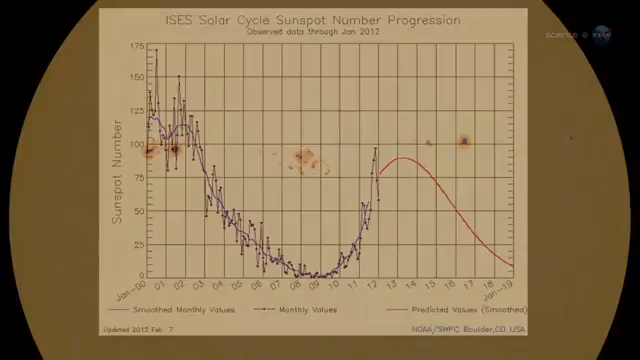 ISES Solar Cycle Sunspot Number Progression
Observed data through Jan 2012
science @ NASA
175
150
125
100
75
50
25
0
Sunspot Number
Jan-00 01 02 03 04 05 06 07 08 09 10 11 12 13 14 15 16 17 18 Jan-19
Smoothed Monthly Values Monthly Values Predicted Values (Smoothed)
Updated 2012 Feb 7 NOAA/SWPC Boulder,CO USA